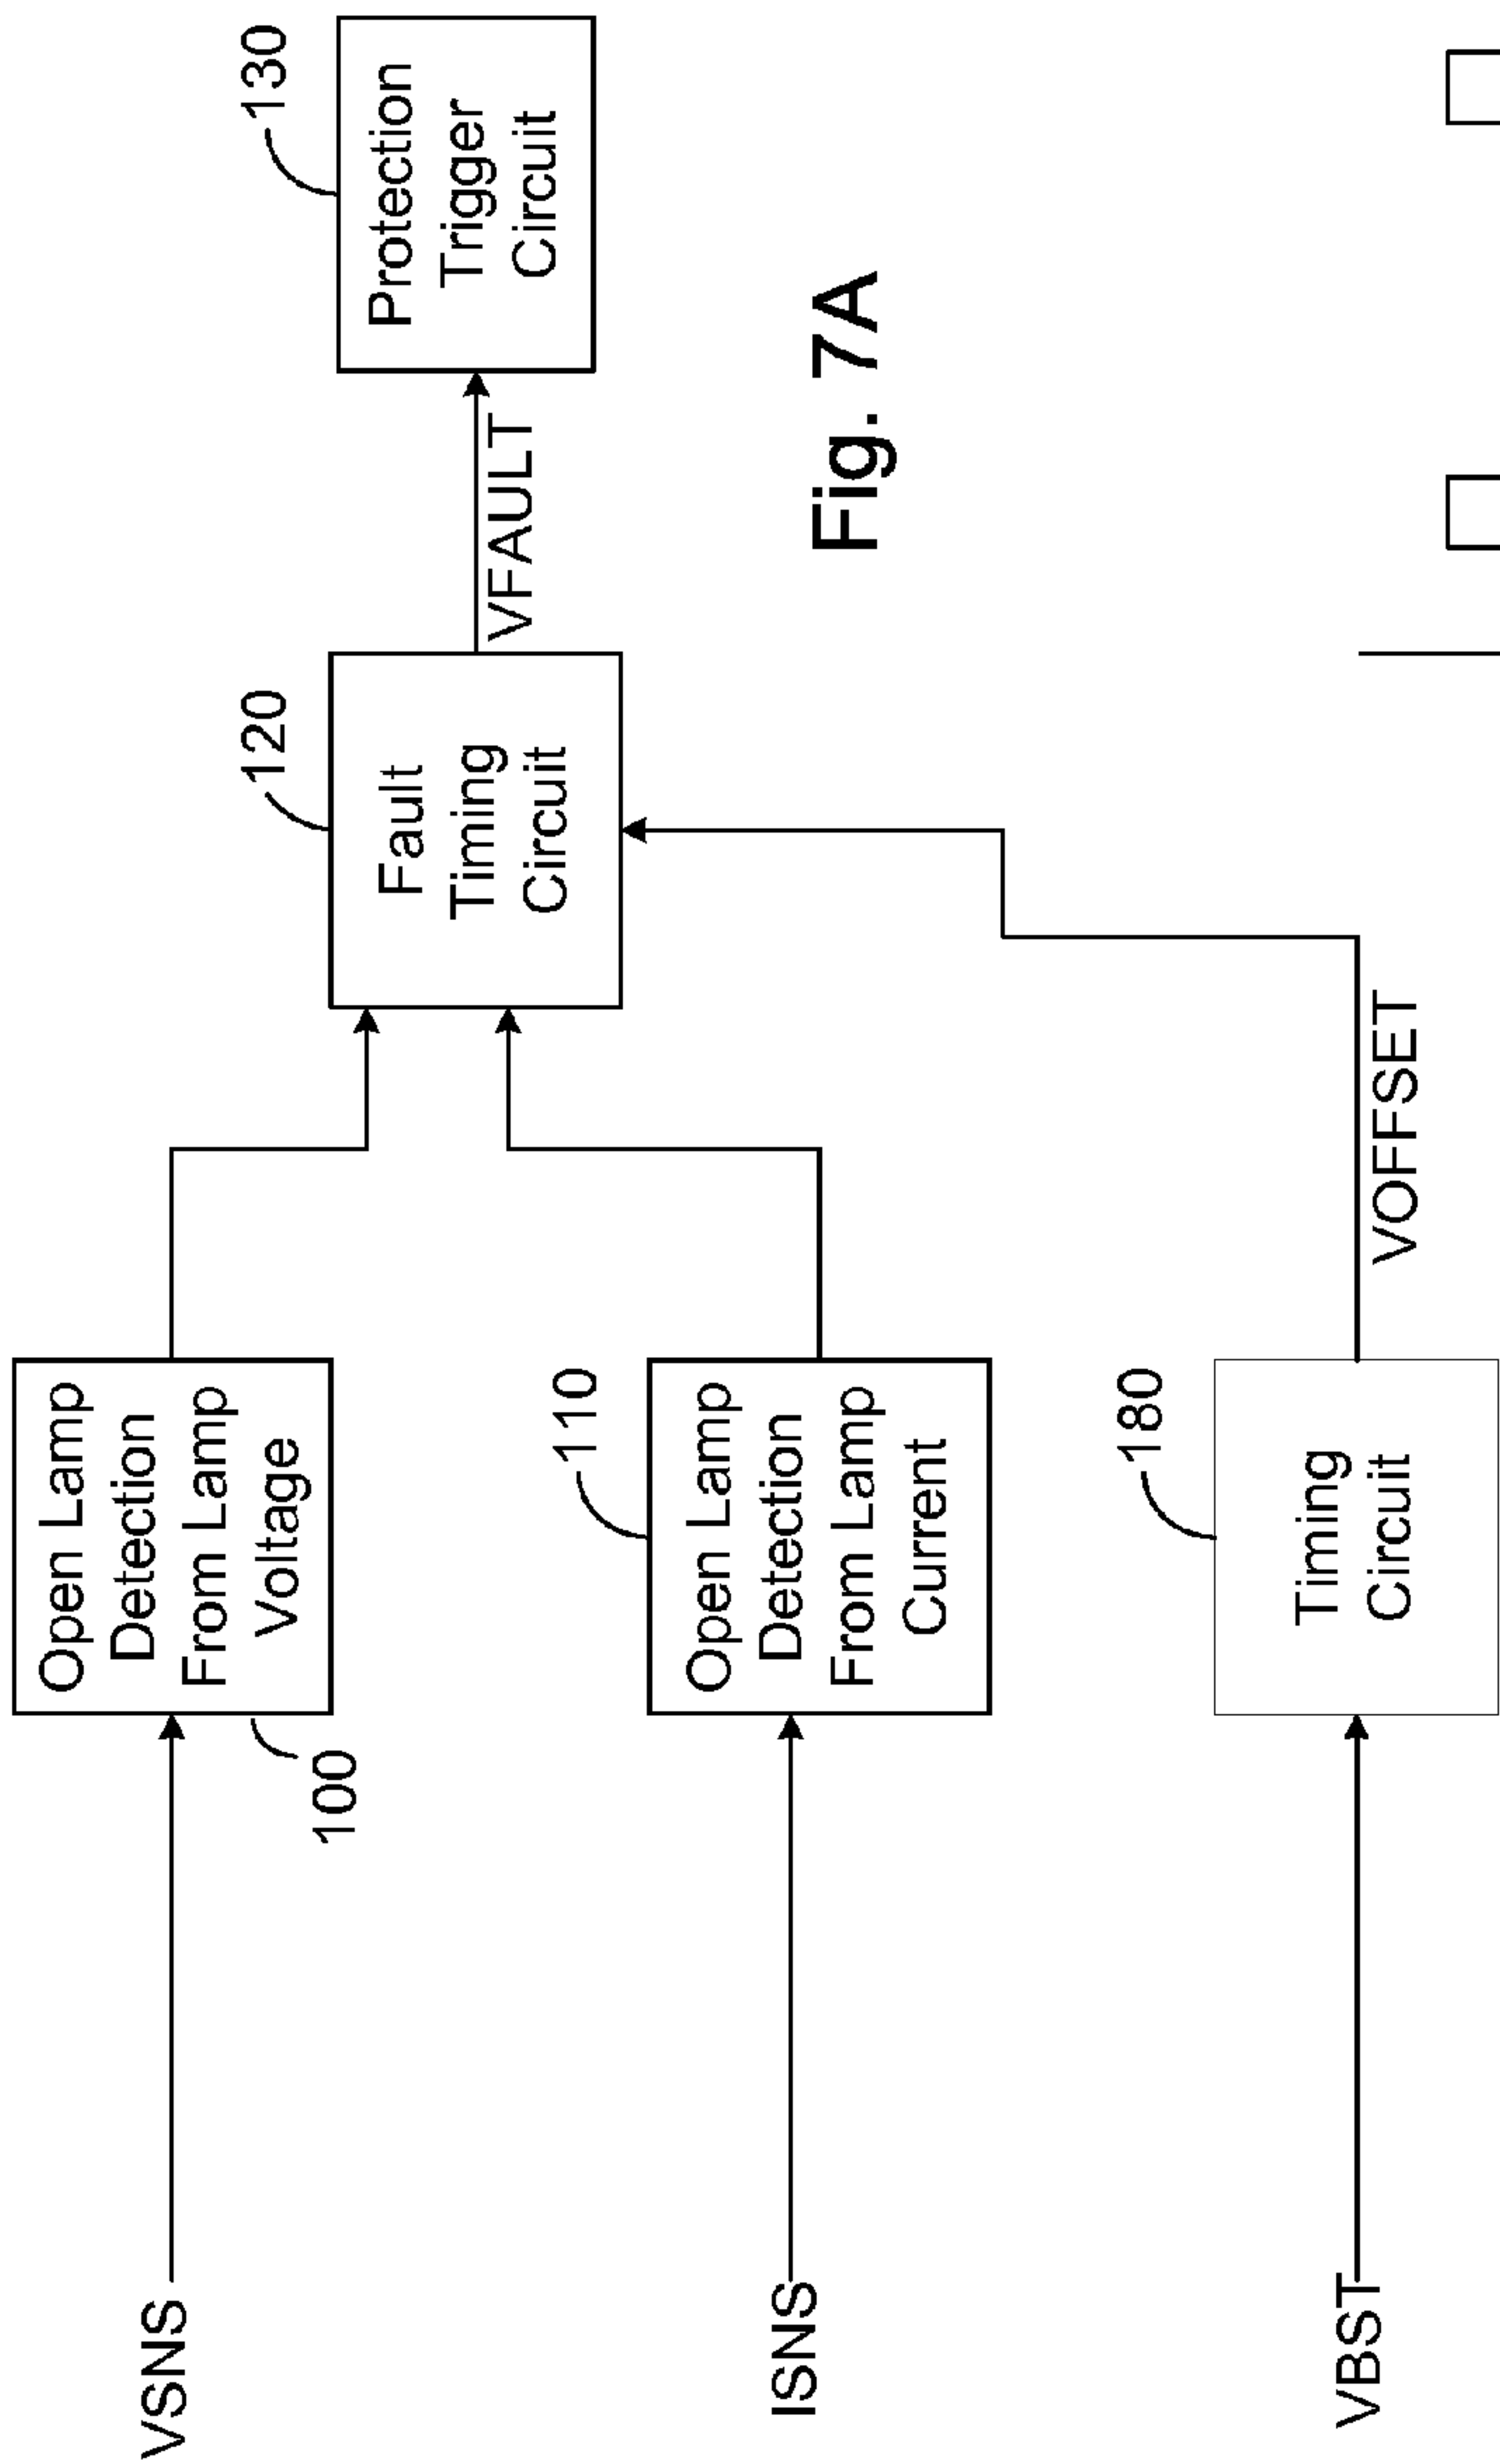 VSNS
100
Open Lamp
Detection
From Lamp
Voltage
120
Fault
Timing
Circuit
VFAULT
130
Protection
Trigger
Circuit
ISNS
110
Open Lamp
Detection
From Lamp
Current
VBST
180
Timing
Circuit
VOFFSET
Fig. 7A